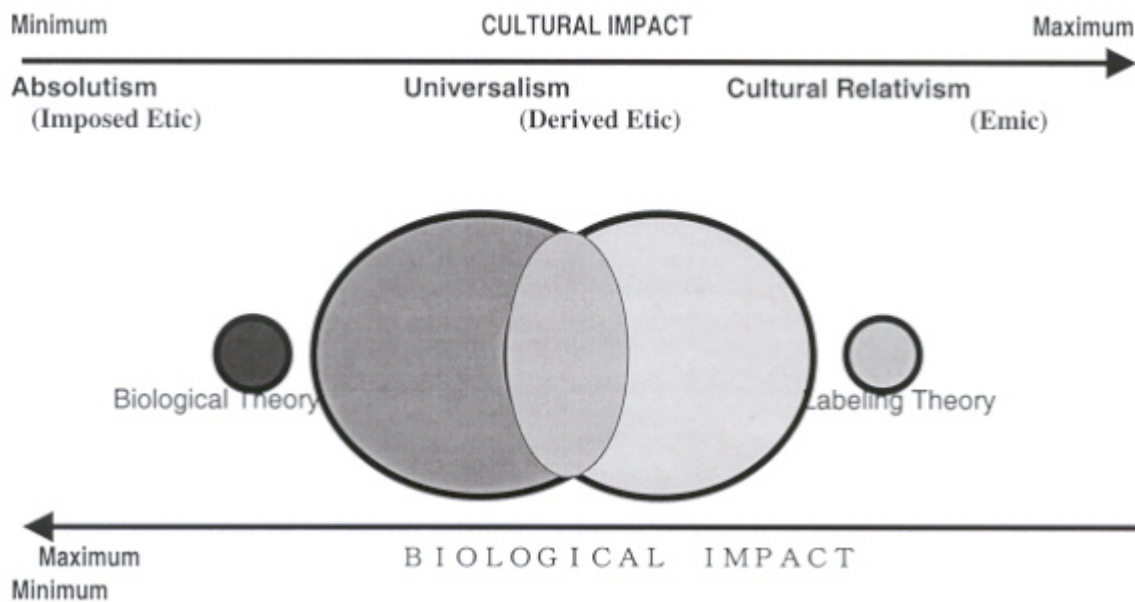 Minimum CULTURAL IMPACT Maximum
Absolutism Universalism Cultural Relativism
(Imposed Etic) (Derived Etic) (Emic)
Biological Theory Labeling Theory
Maximum BIOLOGICAL IMPACT
Minimum